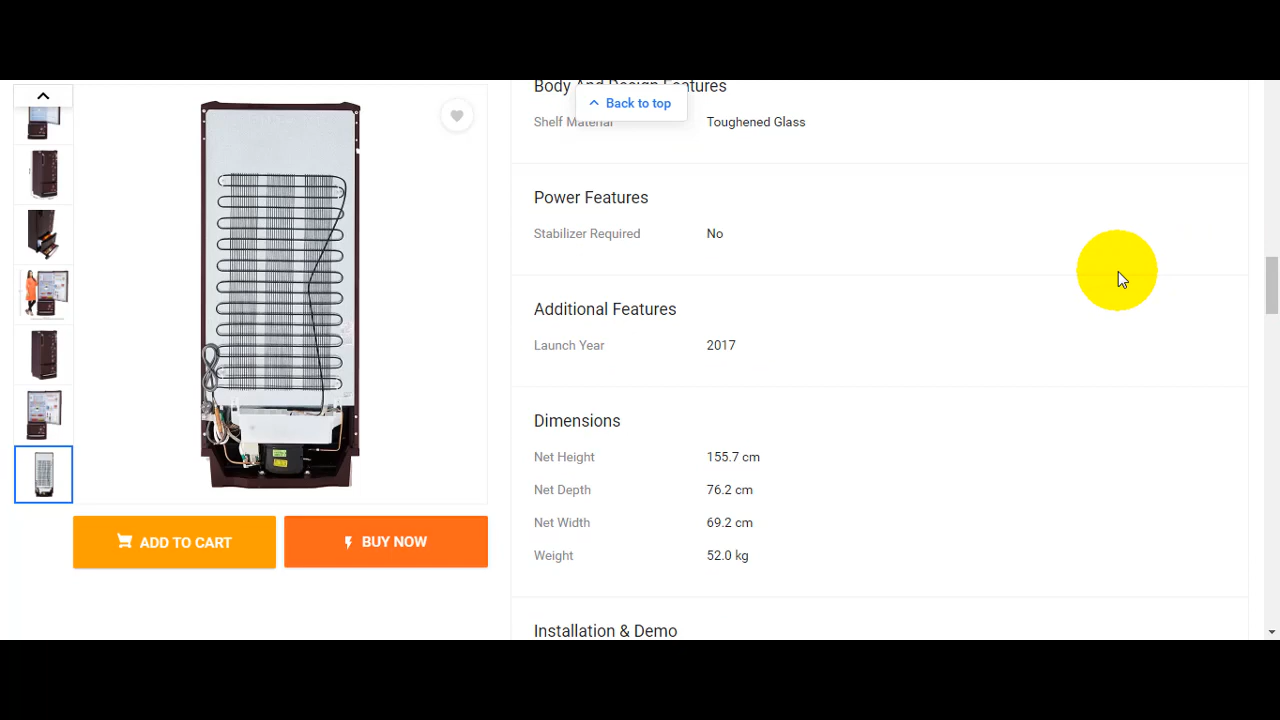 Body And Design Features
Back to top
Shelf Material Toughened Glass
Power Features
Stabilizer Required No
Additional Features
Launch Year 2017
Dimensions
Net Height 155.7 cm
Net Depth 76.2 cm
Net Width 69.2 cm
Weight 52.0 kg
ADD TO CART
BUY NOW
Installation & Demo